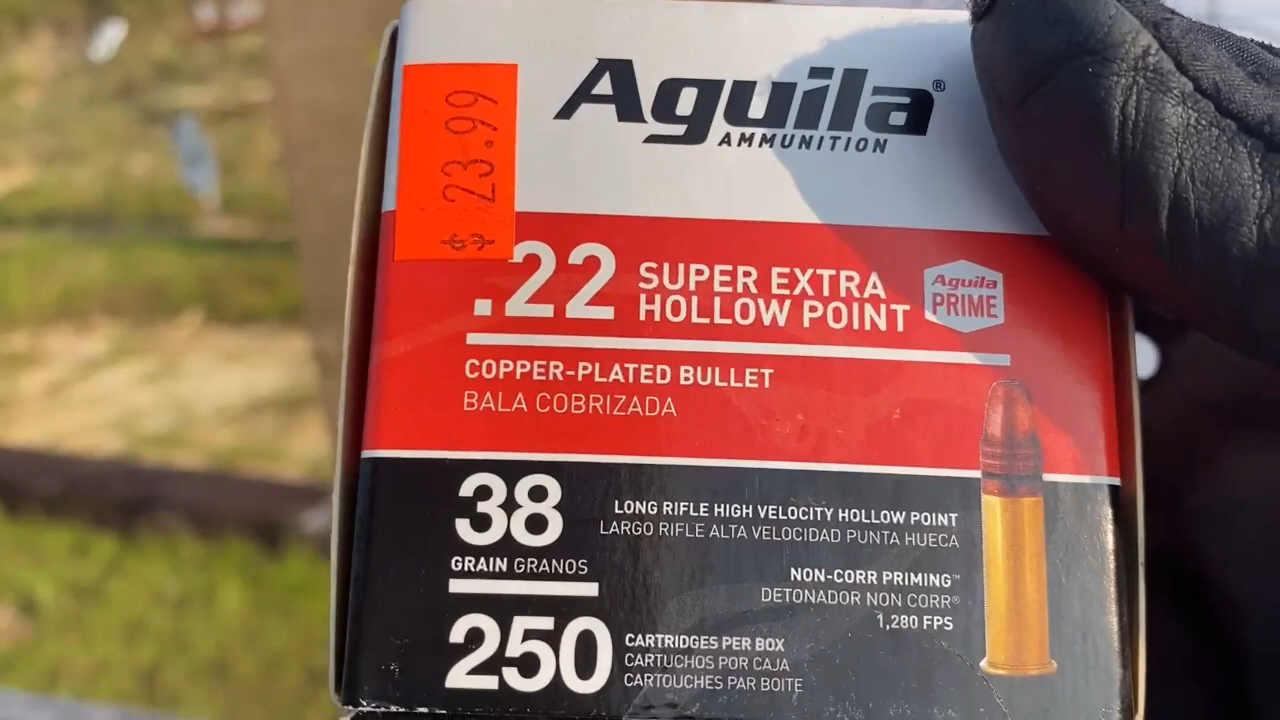 Aguila®
AMMUNITION
$ 23.99
.22 SUPER EXTRA
HOLLOW POINT
Aguila
PRIME
COPPER-PLATED BULLET
BALA COBRIZADA
38
GRAIN GRANOS
LONG RIFLE HIGH VELOCITY HOLLOW POINT
LARGO RIFLE ALTA VELOCIDAD PUNTA HUECA
NON-CORR PRIMING™
DETONADOR NON CORR®
1,280 FPS
250
CARTRIDGES PER BOX
CARTUCHOS POR CAJA
CARTOUCHES PAR BOITE